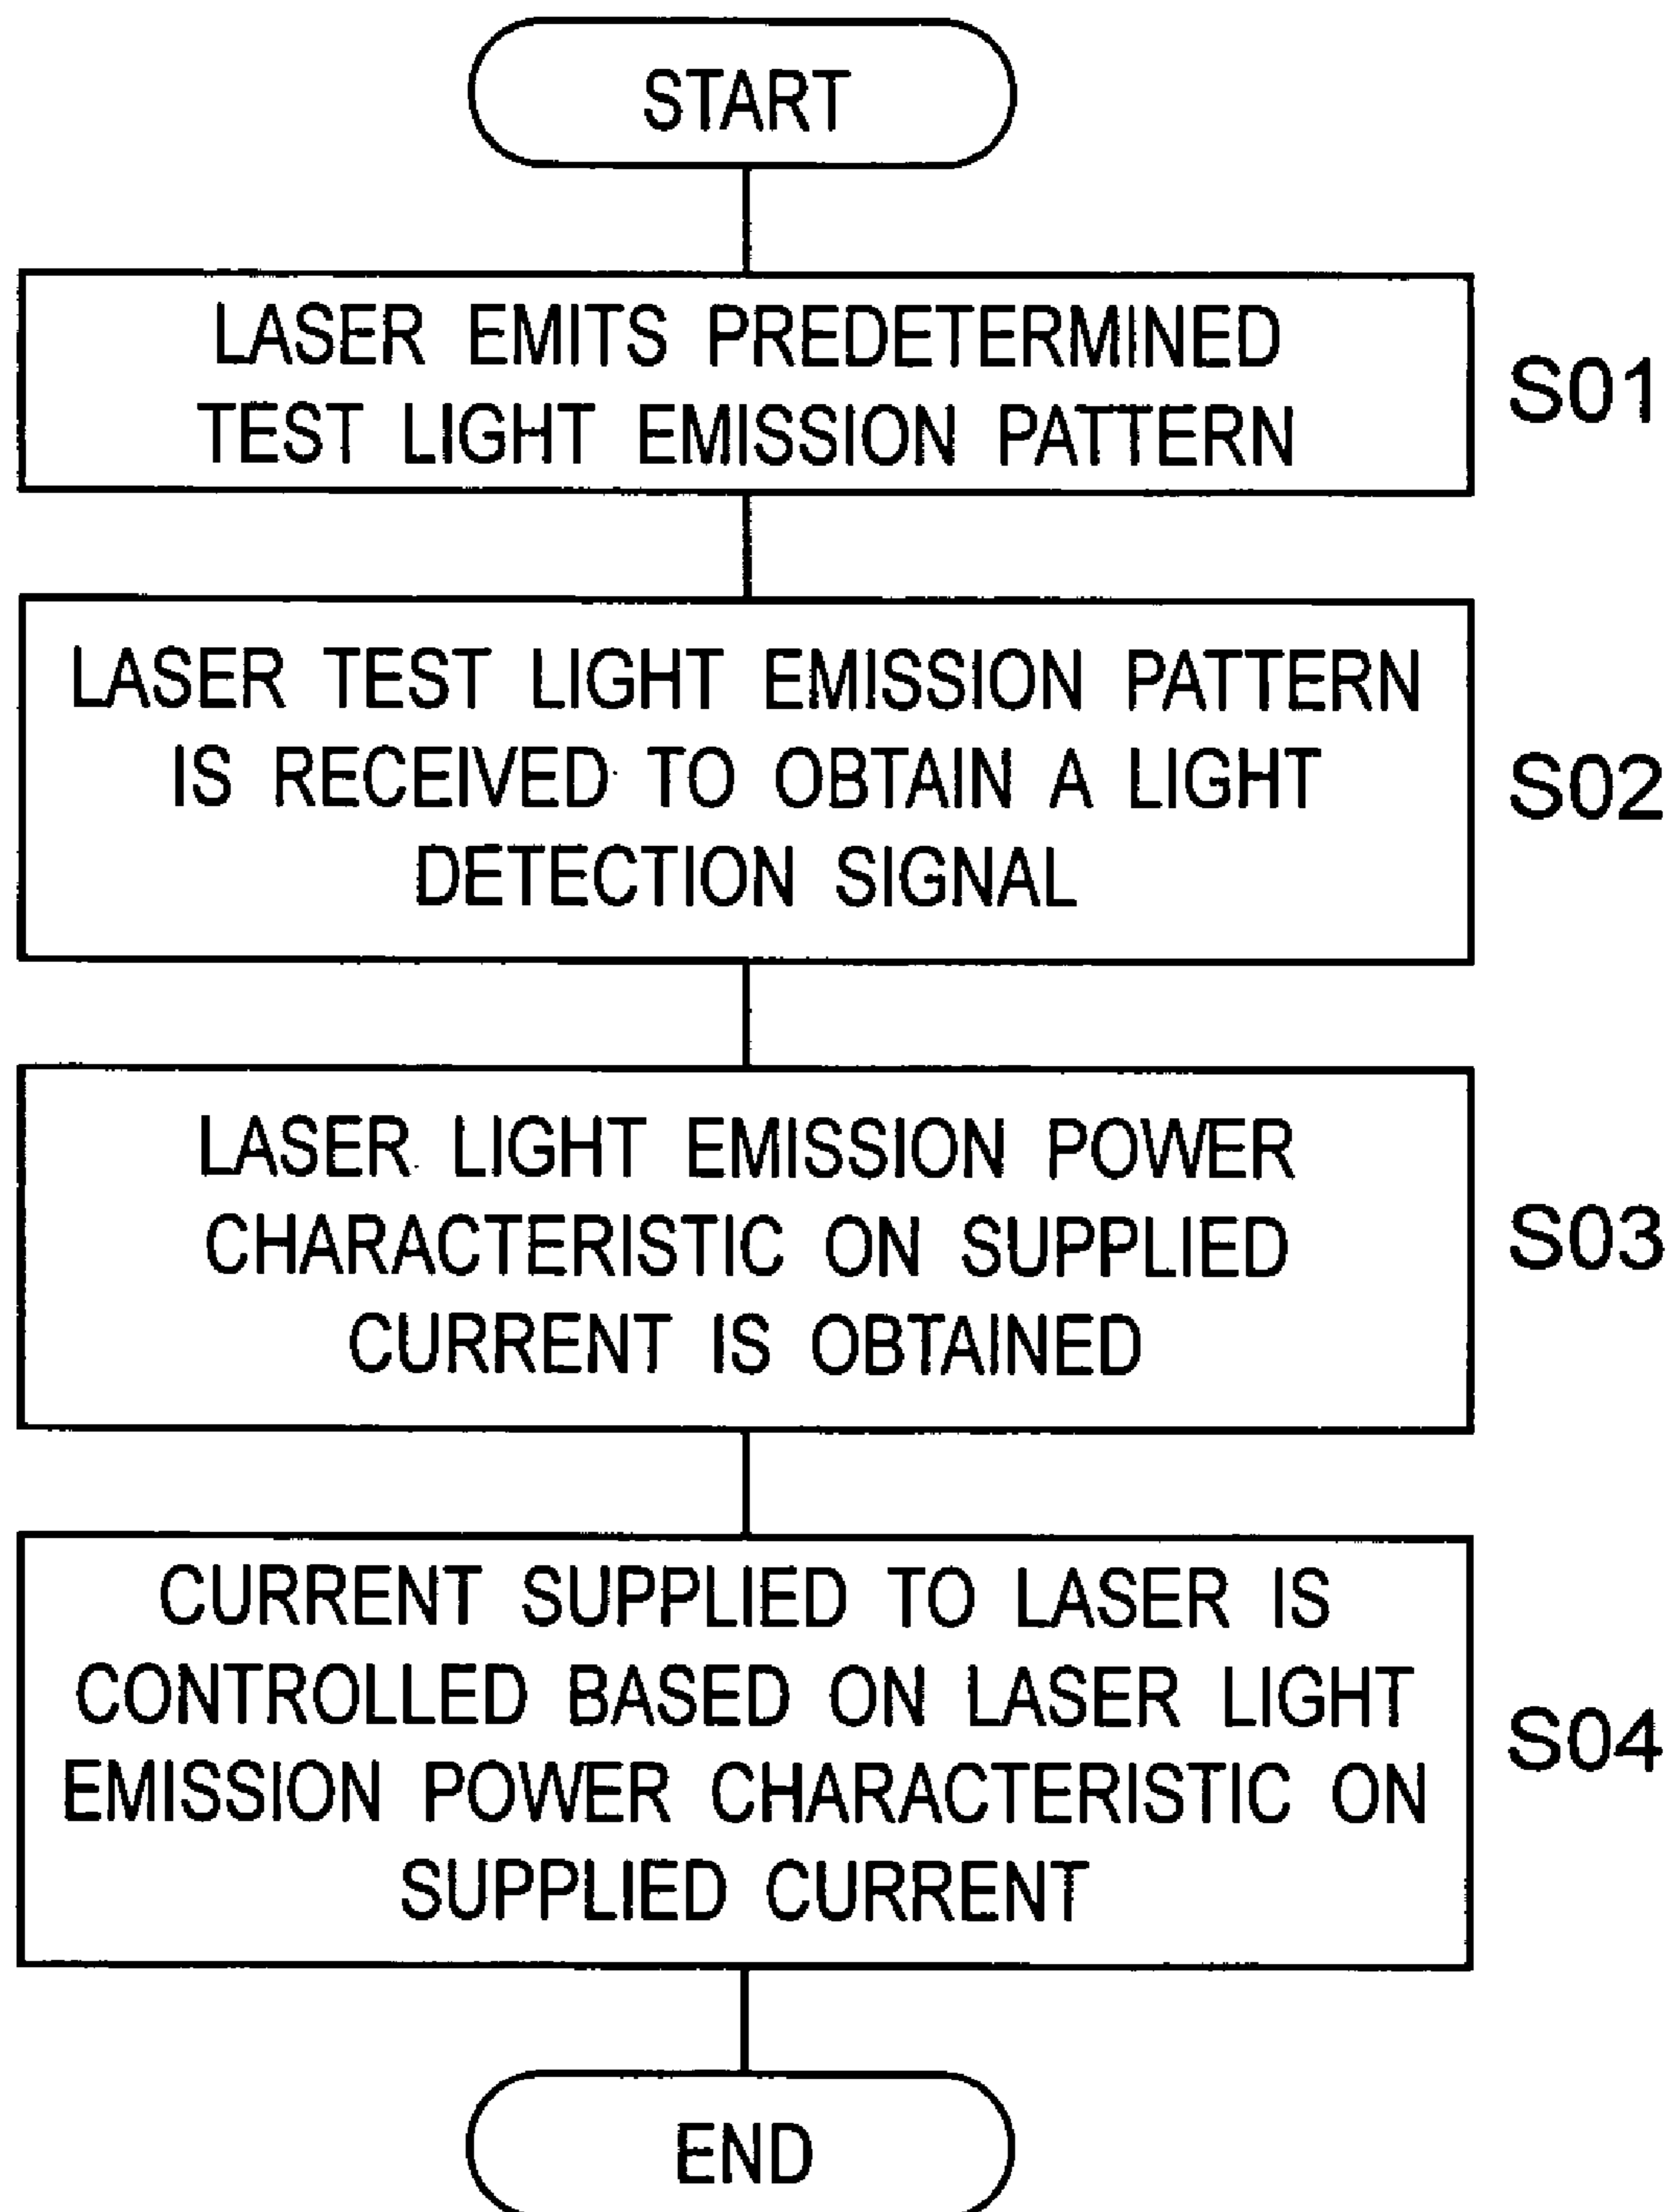 START
LASER EMITS PREDETERMINED
TEST LIGHT EMISSION PATTERN
S01
LASER TEST LIGHT EMISSION PATTERN
IS RECEIVED TO OBTAIN A LIGHT
DETECTION SIGNAL
S02
LASER LIGHT EMISSION POWER
CHARACTERISTIC ON SUPPLIED
CURRENT IS OBTAINED
S03
CURRENT SUPPLIED TO LASER IS
CONTROLLED BASED ON LASER LIGHT
EMISSION POWER CHARACTERISTIC ON
SUPPLIED CURRENT
S04
END